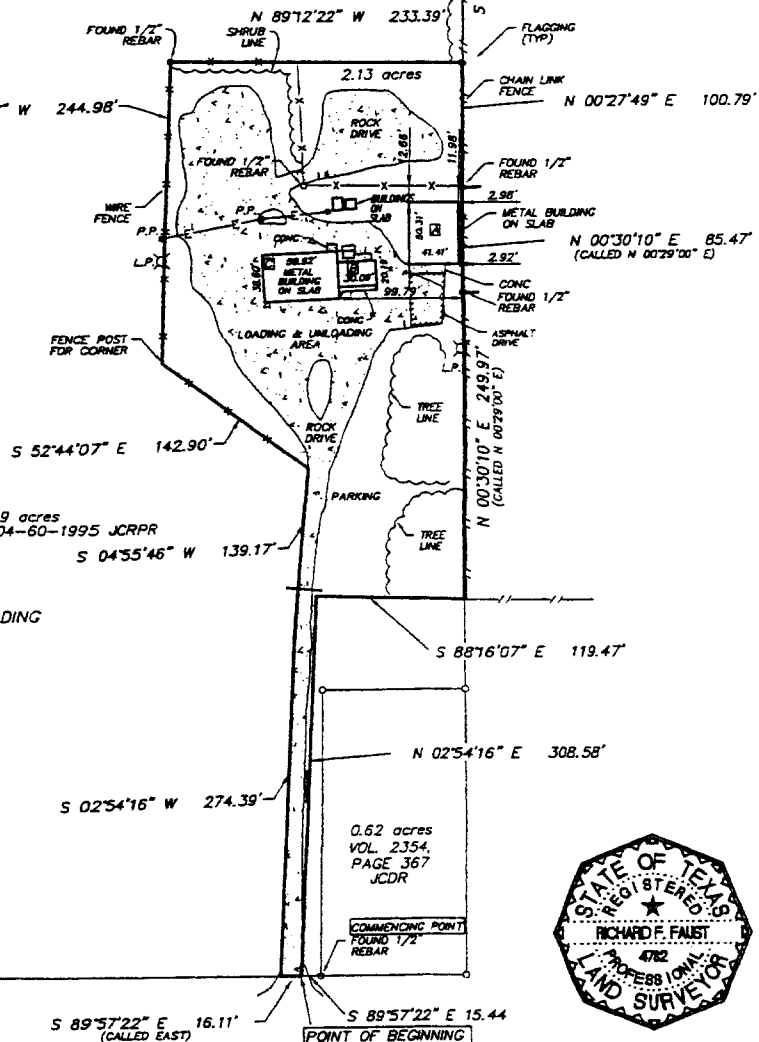 N 89°12'22" W 233.39'
S
FOUND 1/2"
REBAR
SHRUB
LINE
FLAGGING
(TYP)
2.13 acres
CHAIN LINK
FENCE
" W 244.98'
N 00°27'49" E 100.79'
ROCK
DRIVE
12.66'
11.98'
FOUND 1/2"
REBAR
FOUND 1/2"
REBAR
2.98'
WIRE
FENCE
P.P.
BUILDING
ON
SLAB
METAL BUILDING
ON SLAB
P.P.
41.41'
N 00°30'10" E 85.47'
(CALLED N 00°29'00" E)
L.P.
CONC
2.92'
METAL
BUILDING
ON SLAB
99.79'
CONC
FOUND 1/2"
REBAR
CONC
ASPHALT
DRIVE
LOADING & UNLOADING
AREA
FENCE POST
FOR CORNER
L.P.
TREE
LINE
N 00°30'10" E 249.97'
(CALLED N 00°29'00" E)
ROCK
DRIVE
S 52°44'07" E 142.90'
PARKING
9 acres
04-60-1995 JCRPR
TREE
LINE
S 04°55'46" W 139.17'
DING
S 88°16'07" E 119.47'
N 02°54'16" E 308.58'
S 02°54'16" W 274.39'
0.62 acres
VOL. 2354,
PAGE 367
JCDR
COMMENCING POINT
FOUND 1/2"
REBAR
STATE OF TEXAS
REGISTERED
RICHARD F. FAUST
4782
PROFESSIONAL
LAND SURVEYOR
S 89°57'22" E 16.11'
(CALLED EAST)
S 89°57'22" E 15.44
POINT OF BEGINNING